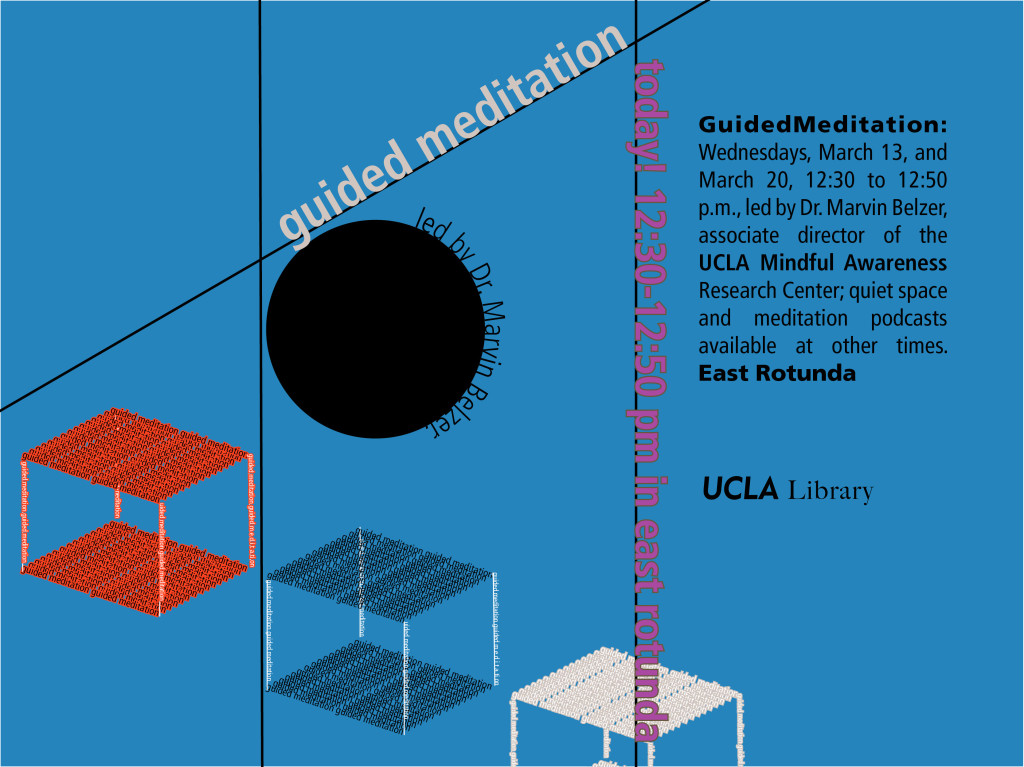 guided meditation
led by Dr. Marvin Belzer
today! 12:30-12:50 pm in east rotunda
GuidedMeditation:
Wednesdays, March 13, and
March 20, 12:30 to 12:50
p.m., led by Dr. Marvin Belzer,
associate director of the
UCLA Mindful Awareness
Research Center; quiet space
and meditation podcasts
available at other times.
East Rotunda
UCLA Library